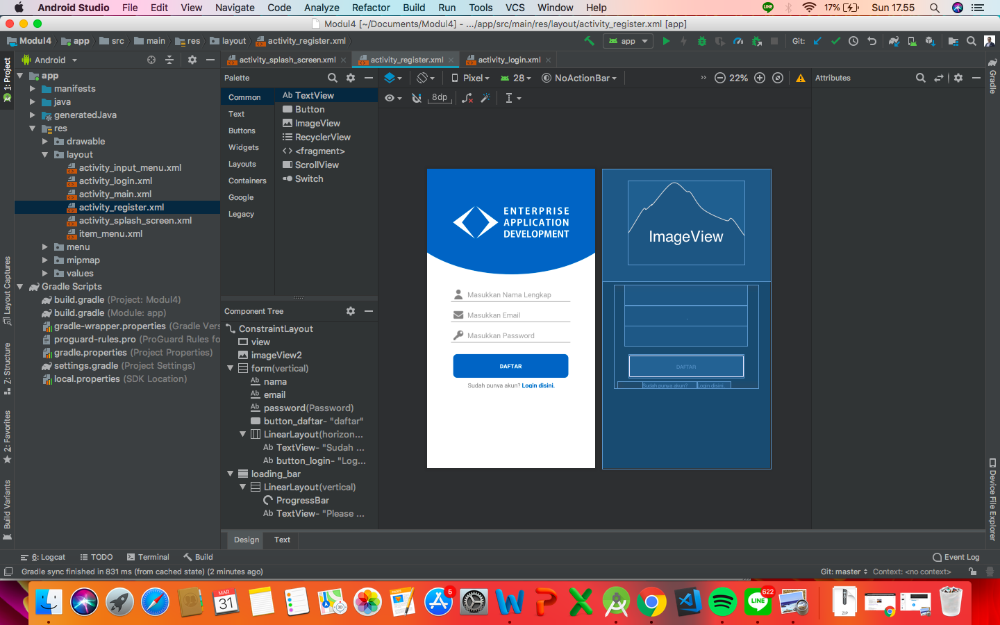 Android Studio File Edit View Navigate Code Analyze Refactor Build Run Tools VCS Window Help 17% Sun 17.55
Modul4 [~/Documents/Modul4] - .../app/src/main/res/layout/activity_register.xml [app]
Modul4 app src main res layout activity_register.xml app Git:
Android
activity_splash_screen.xml activity_register.xml activity_login.xml
1: Project
Layout Captures
7: Structure
2: Favorites
Build Variants
app
manifests
java
generatedJava
res
drawable
layout
activity_input_menu.xml
activity_login.xml
activity_main.xml
activity_register.xml
activity_splash_screen.xml
item_menu.xml
menu
mipmap
values
Gradle Scripts
build.gradle (Project: Modul4)
build.gradle (Module: app)
gradle-wrapper.properties (Gradle Vers
proguard-rules.pro (ProGuard Rules fo
gradle.properties (Project Properties)
settings.gradle (Project Settings)
local.properties (SDK Location)
Palette
Common
Text
Buttons
Widgets
Layouts
Containers
Google
Legacy
Ab TextView
Button
ImageView
RecyclerView
<fragment>
ScrollView
Switch
Component Tree
ConstraintLayout
view
imageView2
form(vertical)
Ab nama
Ab email
Ab password(Password)
button_daftar- "daftar"
LinearLayout(horizon...
Ab TextView- "Sudah ...
Ab button_login- "Log...
loading_bar
LinearLayout(vertical)
ProgressBar
Ab TextView- "Please ...
Pixel 28 NoActionBar 22%
8dp
ENTERPRISE
APPLICATION
DEVELOPMENT
Masukkan Nama Lengkap
Masukkan Email
Masukkan Password
DAFTAR
Sudah punya akun? Login disini.
ImageView
DAFTAR
Sudah punya akun? Login disini.
Attributes
Gradle
Device File Explorer
Design Text
6: Logcat TODO Terminal Build Event Log
Gradle sync finished in 831 ms (from cached state) (2 minutes ago) Git: master Context: <no context>
MAR
31
30
5
622
LINE
ZIP